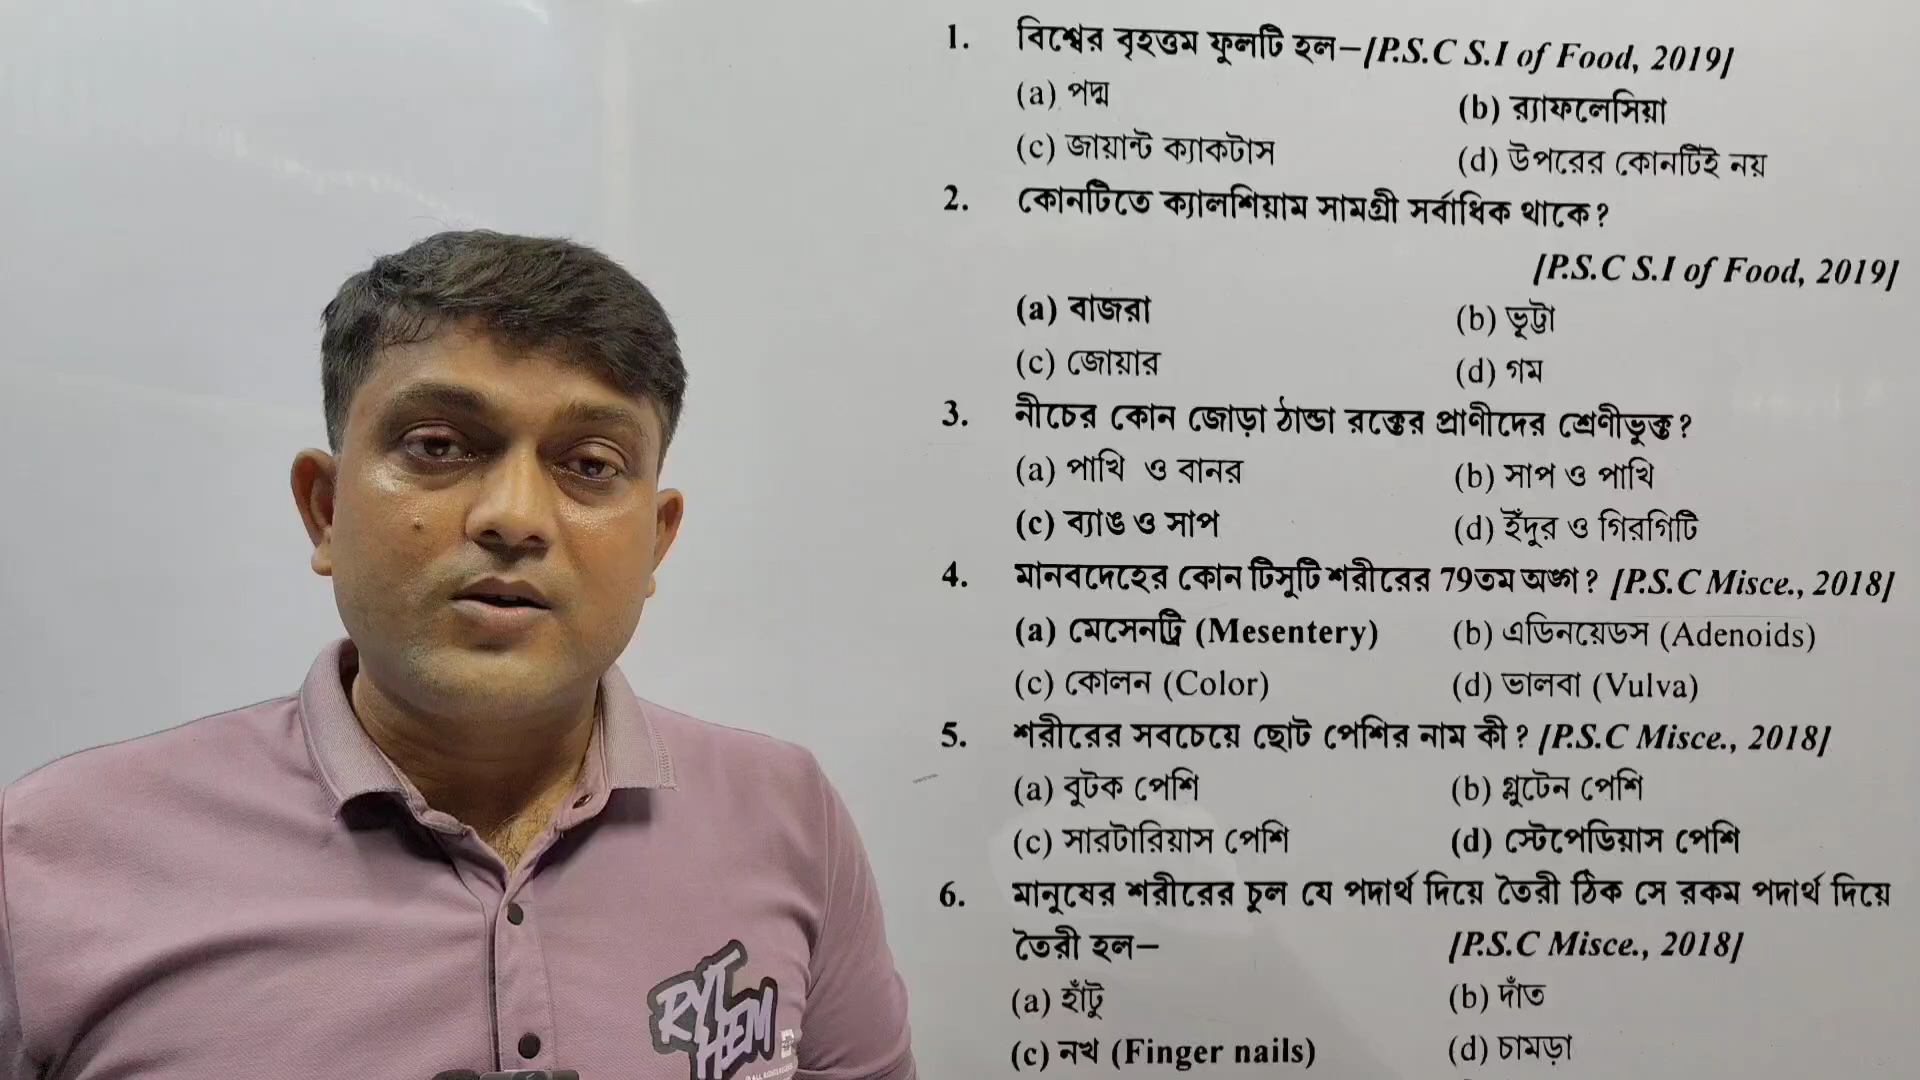 1. বিশ্বের বৃহত্তম ফুলটি হল—[P.S.C S.I of Food, 2019]
(a) পদ্ম (b) র‍্যাফলেসিয়া
(c) জায়ান্ট ক্যাকটাস (d) উপরের কোনটিই নয়
2. কোনটিতে ক্যালশিয়াম সামগ্রী সর্বাধিক থাকে?
[P.S.C S.I of Food, 2019]
(a) বাজরা (b) ভূট্টা
(c) জোয়ার (d) গম
3. নীচের কোন জোড়া ঠান্ডা রক্তের প্রাণীদের শ্রেণীভুক্ত?
(a) পাখি ও বানর (b) সাপ ও পাখি
(c) ব্যাঙ ও সাপ (d) ইঁদুর ও গিরগিটি
4. মানবদেহের কোন টিসুটি শরীরের 79তম অঙ্গ? [P.S.C Misce., 2018]
(a) মেসেনট্রি (Mesentery) (b) এডিনয়েডস (Adenoids)
(c) কোলন (Color) (d) ভালবা (Vulva)
5. শরীরের সবচেয়ে ছোট পেশির নাম কী? [P.S.C Misce., 2018]
(a) বুটক পেশি (b) গ্লুটেন পেশি
(c) সারটারিয়াস পেশি (d) স্টেপেডিয়াস পেশি
6. মানুষের শরীরের চুল যে পদার্থ দিয়ে তৈরী ঠিক সে রকম পদার্থ দিয়ে
তৈরী হল— [P.S.C Misce., 2018]
(a) হাঁটু (b) দাঁত
(c) নখ (Finger nails) (d) চামড়া
RYT
HEM